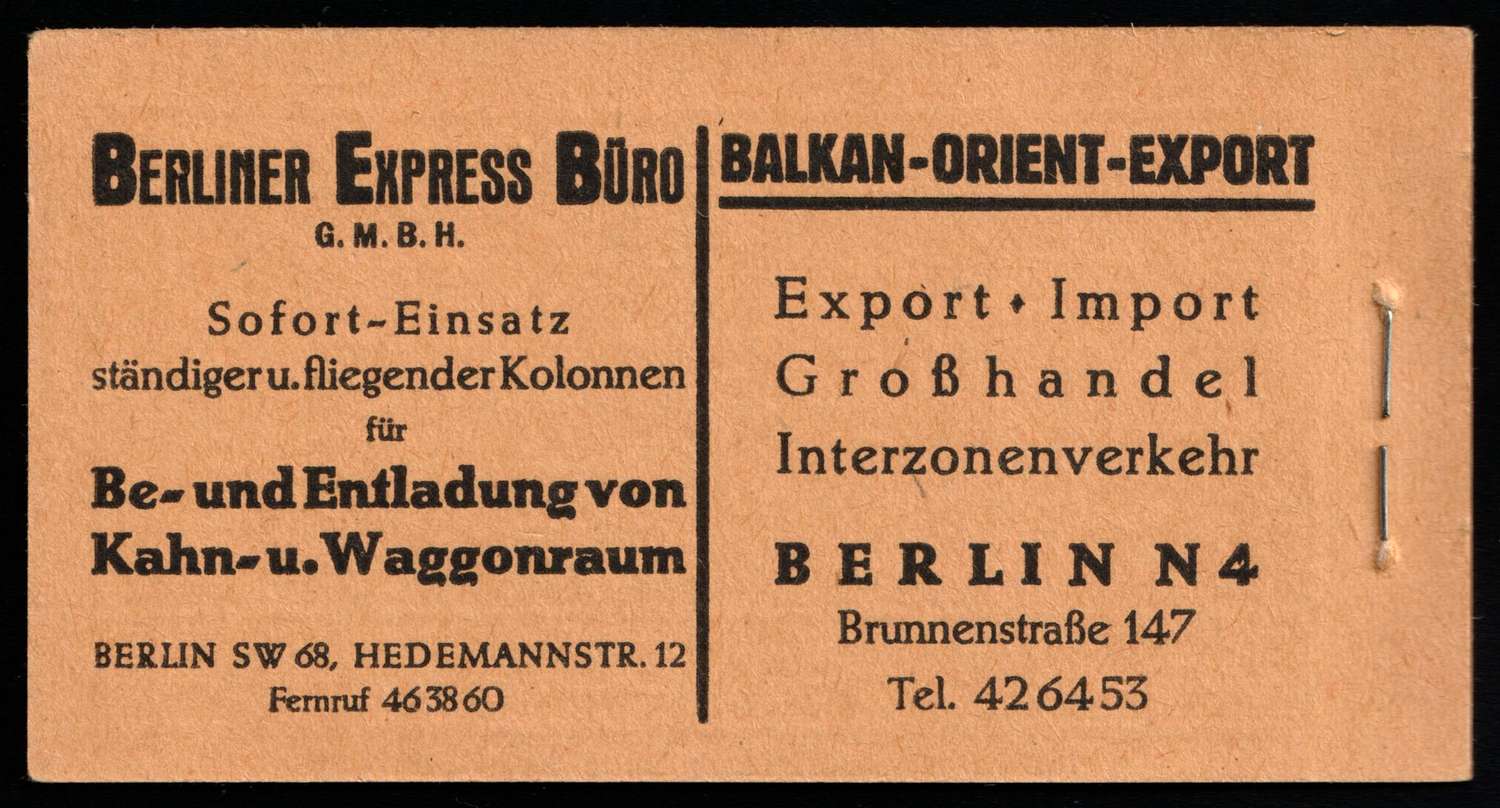 BERLINER EXPRESS BÜRO
G. M. B. H.
Sofort-Einsatz
ständiger u. fliegender Kolonnen
für
Be- und Entladung von
Kahn- u. Waggonraum
BERLIN SW 68, HEDEMANNSTR. 12
Fernruf 46 38 60
BALKAN-ORIENT-EXPORT
Export ♦ Import
Großhandel
Interzonenverkehr
BERLIN N 4
Brunnenstraße 147
Tel. 42 64 53